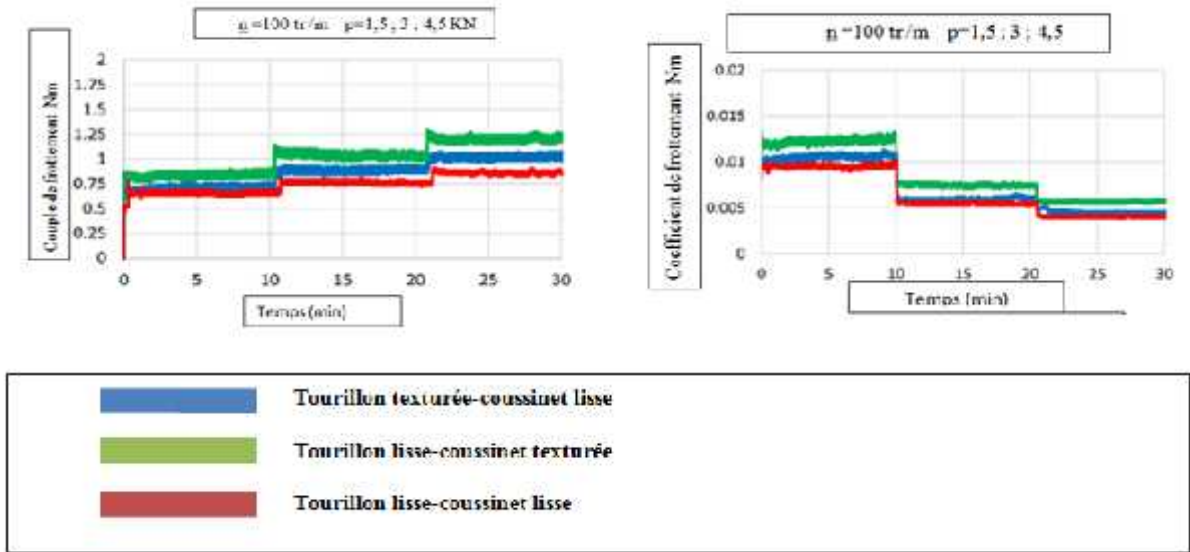 n =100 tr/m p=1,5 ; 3 ; 4,5 KN
Couple de frottement Nm
2
1.75
1.5
1.25
1
0.75
0.5
0.25
0
0 5 10 15 20 25 30
Temps (min)
n =100 tr/m p=1,5 ; 3 ; 4,5
Coefficient de frottement Nm
0.02
0.015
0.01
0.005
0
0 5 10 15 20 25 30
Temps (min)
Tourillon texturée-coussinet lisse
Tourillon lisse-coussinet texturée
Tourillon lisse-coussinet lisse